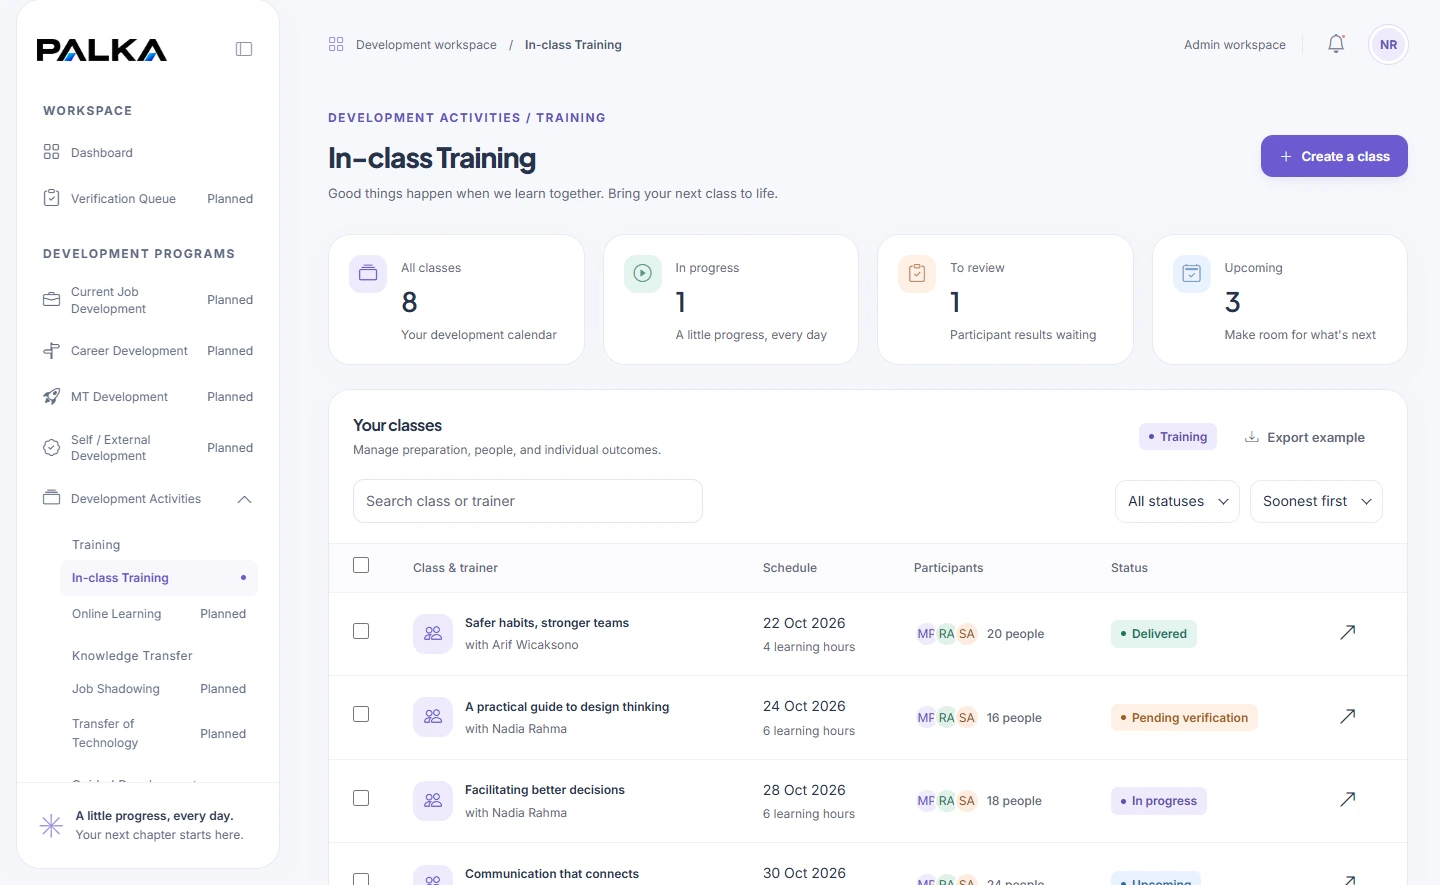 PALKA
WORKSPACE
Dashboard
Verification Queue Planned
DEVELOPMENT PROGRAMS
Current Job
Development
Planned
Career Development Planned
MT Development Planned
Self / External
Development
Planned
Development Activities
Training
In-class Training
Online Learning Planned
Knowledge Transfer
Job Shadowing Planned
Transfer of
Technology
Planned
A little progress, every day.
Your next chapter starts here.
Development workspace / In-class Training
Admin workspace
NR
DEVELOPMENT ACTIVITIES / TRAINING
In-class Training
Good things happen when we learn together. Bring your next class to life.
+ Create a class
All classes
8
Your development calendar
In progress
1
A little progress, every day
To review
1
Participant results waiting
Upcoming
3
Make room for what's next
Your classes
Manage preparation, people, and individual outcomes.
Training
Export example
Search class or trainer
All statuses
Soonest first
Class & trainer Schedule Participants Status
Safer habits, stronger teams
with Arif Wicaksono
22 Oct 2026
4 learning hours
MP RA SA 20 people
Delivered
A practical guide to design thinking
with Nadia Rahma
24 Oct 2026
6 learning hours
MP RA SA 16 people
Pending verification
Facilitating better decisions
with Nadia Rahma
28 Oct 2026
6 learning hours
MP RA SA 18 people
In progress
Communication that connects
30 Oct 2026
MP RA SA 24 people
Upcoming